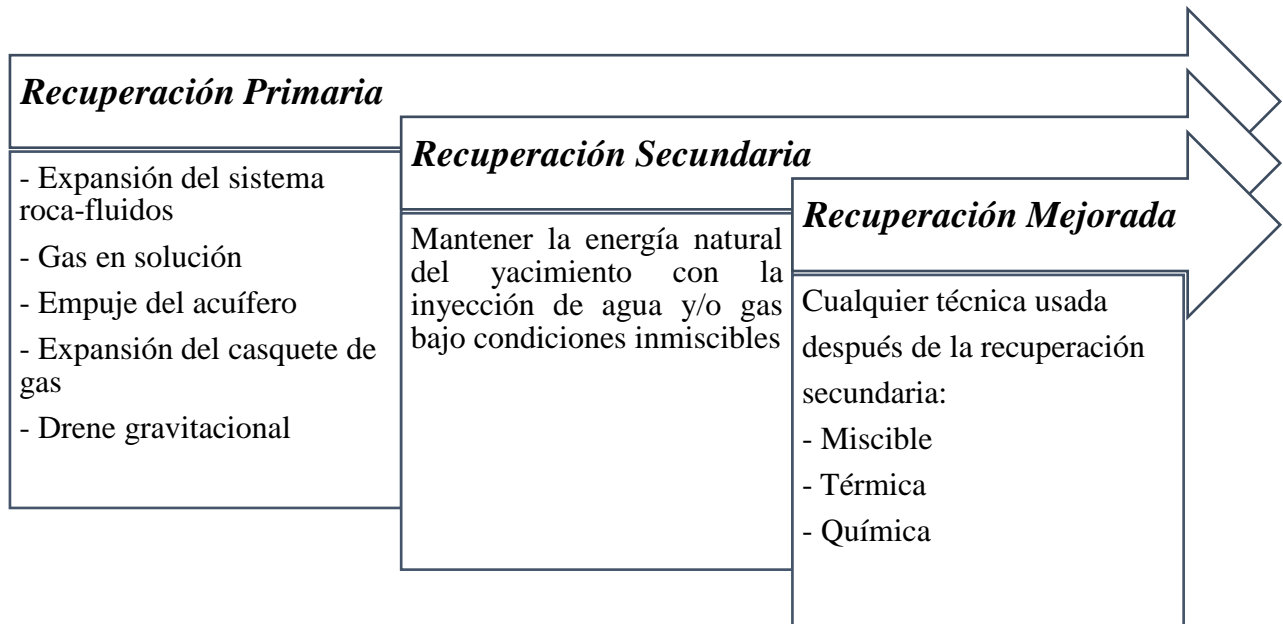 Recuperación Primaria
- Expansión del sistema
roca-fluidos
- Gas en solución
- Empuje del acuífero
- Expansión del casquete de
gas
- Drene gravitacional
Recuperación Secundaria
Mantener la energía natural
del yacimiento con la
inyección de agua y/o gas
bajo condiciones inmiscibles
Recuperación Mejorada
Cualquier técnica usada
después de la recuperación
secundaria:
- Miscible
- Térmica
- Química